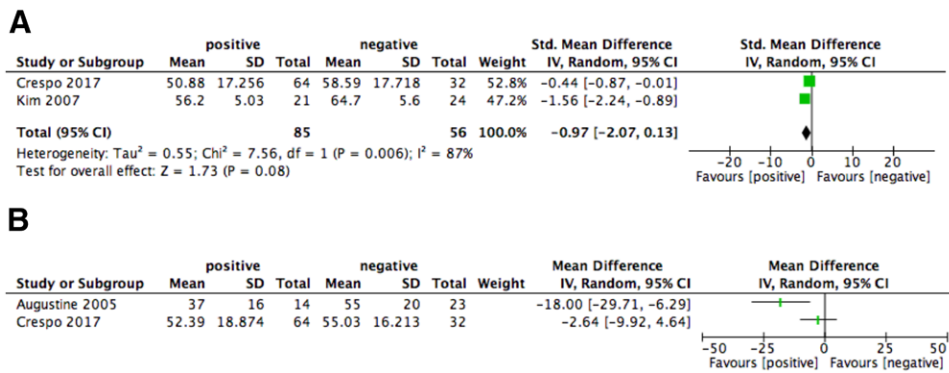 A
positive negative Std. Mean Difference Std. Mean Difference
Study or Subgroup Mean SD Total Mean SD Total Weight IV, Random, 95% CI IV, Random, 95% CI
Crespo 2017 50.88 17.256 64 58.59 17.718 32 52.8% -0.44 [-0.87, -0.01]
Kim 2007 56.2 5.03 21 64.7 5.6 24 47.2% -1.56 [-2.24, -0.89]
Total (95% CI) 85 56 100.0% -0.97 [-2.07, 0.13]
Heterogeneity: Tau² = 0.55; Chi² = 7.56, df = 1 (P = 0.006); I² = 87%
Test for overall effect: Z = 1.73 (P = 0.08)
-20 -10 0 10 20
Favours [positive] Favours [negative]
B
positive negative Mean Difference Mean Difference
Study or Subgroup Mean SD Total Mean SD Total Weight IV, Random, 95% CI IV, Random, 95% CI
Augustine 2005 37 16 14 55 20 23 -18.00 [-29.71, -6.29]
Crespo 2017 52.39 18.874 64 55.03 16.213 32 -2.64 [-9.92, 4.64]
-50 -25 0 25 50
Favours [positive] Favours [negative]